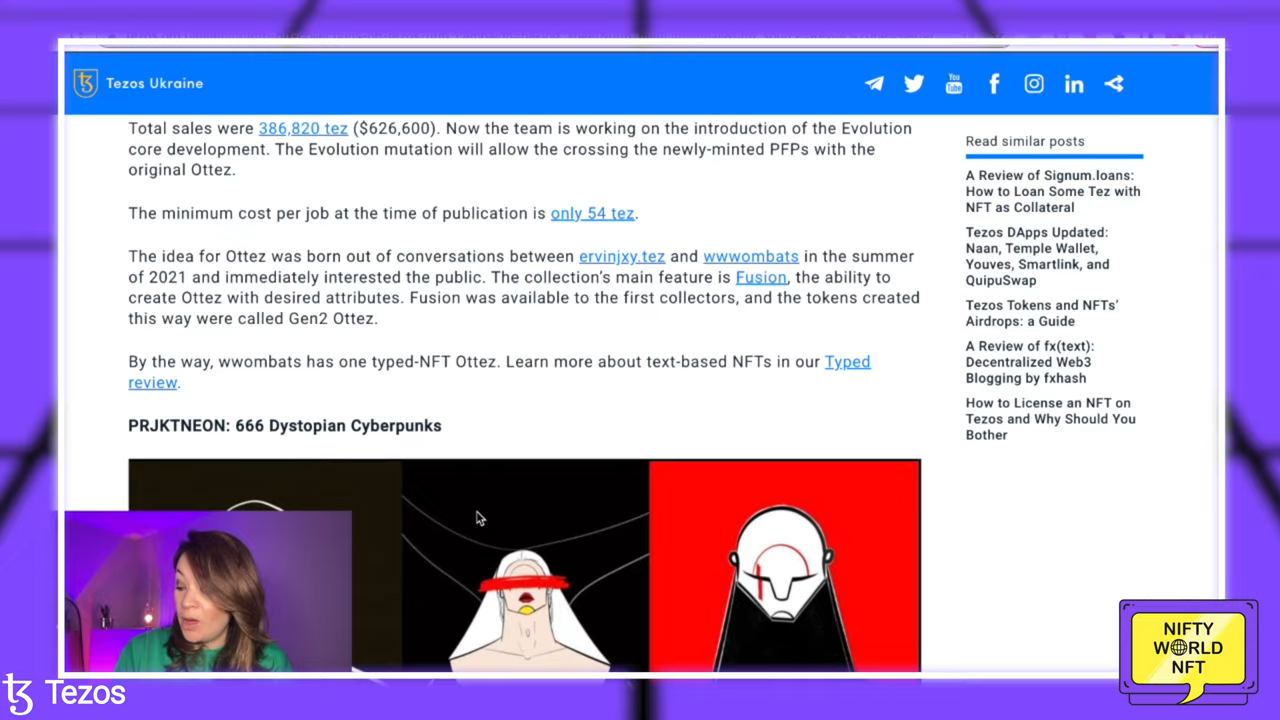 Tezos Ukraine
Total sales were 386,820 tez ($626,600). Now the team is working on the introduction of the Evolution
core development. The Evolution mutation will allow the crossing the newly-minted PFPs with the
original Ottez.
The minimum cost per job at the time of publication is only 54 tez.
The idea for Ottez was born out of conversations between ervinjxy.tez and wwwombats in the summer
of 2021 and immediately interested the public. The collection's main feature is Fusion, the ability to
create Ottez with desired attributes. Fusion was available to the first collectors, and the tokens created
this way were called Gen2 Ottez.
By the way, wwombats has one typed-NFT Ottez. Learn more about text-based NFTs in our Typed
review.
PRJKTNEON: 666 Dystopian Cyberpunks
Read similar posts
A Review of Signum.loans:
How to Loan Some Tez with
NFT as Collateral
Tezos DApps Updated:
Naan, Temple Wallet,
Youves, Smartlink, and
QuipuSwap
Tezos Tokens and NFTs'
Airdrops: a Guide
A Review of fx(text):
Decentralized Web3
Blogging by fxhash
How to License an NFT on
Tezos and Why Should You
Bother
You
Tube
NIFTY
WORLD
NFT
Tezos